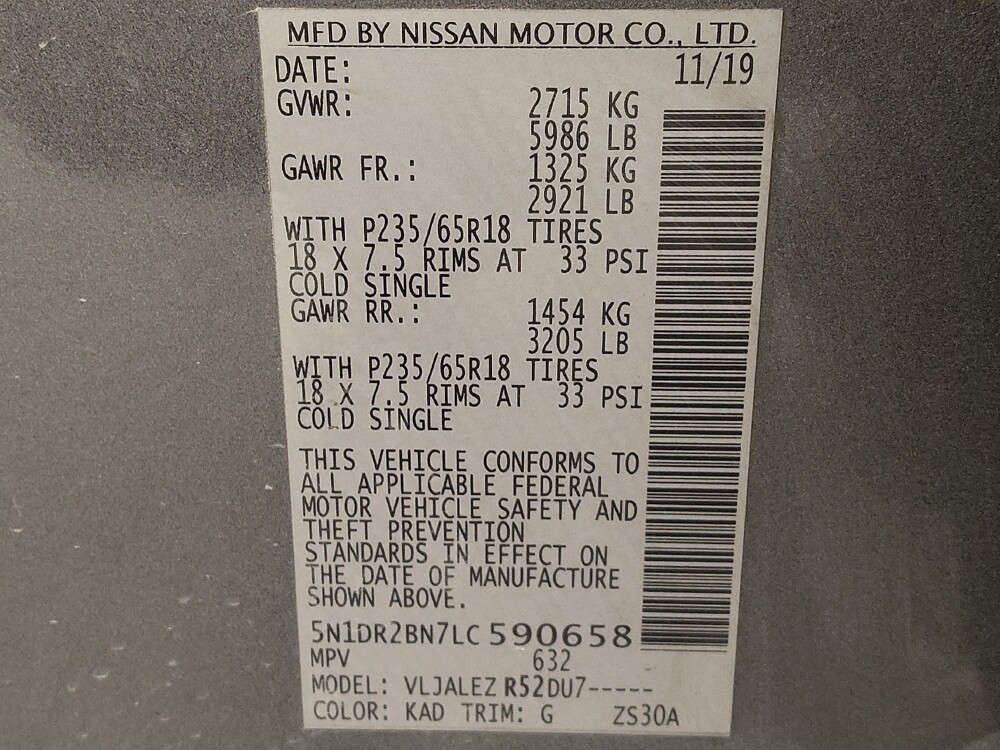 MFD BY NISSAN MOTOR CO., LTD.
DATE: 11/19
GVWR: 2715 KG
5986 LB
GAWR FR.: 1325 KG
2921 LB
WITH P235/65R18 TIRES
18 X 7.5 RIMS AT 33 PSI
COLD SINGLE
GAWR RR.: 1454 KG
3205 LB
WITH P235/65R18 TIRES
18 X 7.5 RIMS AT 33 PSI
COLD SINGLE
THIS VEHICLE CONFORMS TO
ALL APPLICABLE FEDERAL
MOTOR VEHICLE SAFETY AND
THEFT PREVENTION
STANDARDS IN EFFECT ON
THE DATE OF MANUFACTURE
SHOWN ABOVE.
5N1DR2BN7LC590658
MPV 632
MODEL: VLJALEZ R52DU7-----
COLOR: KAD TRIM: G ZS30A